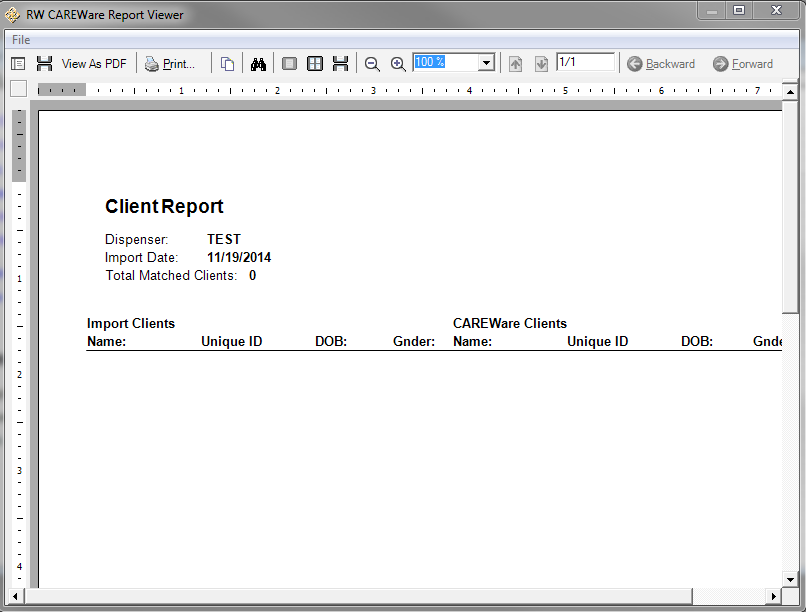 RW CAREWare Report Viewer
File
View As PDF Print... 100 % 1/1 Backward Forward
1 2 3 4 5 6 7
Client Report
Dispenser: TEST
Import Date: 11/19/2014
Total Matched Clients: 0
Import Clients CAREWare Clients
Name: Unique ID DOB: Gnder: Name: Unique ID DOB: Gnde
1
2
3
4